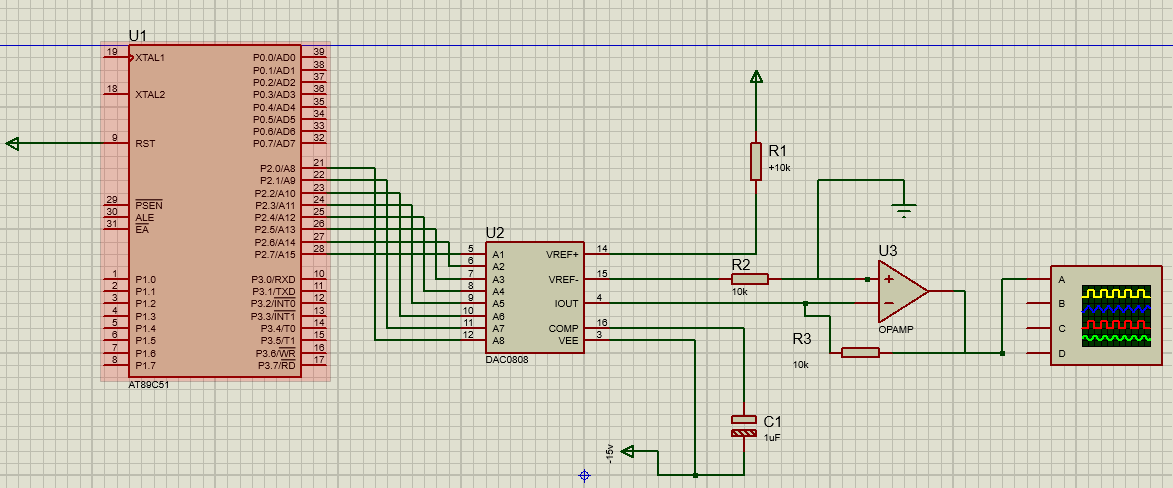 U1
19 XTAL1
18 XTAL2
9 RST
29 PSEN
30 ALE
31 EA
1 P1.0
2 P1.1
3 P1.2
4 P1.3
5 P1.4
6 P1.5
7 P1.6
8 P1.7
P0.0/AD0 39
P0.1/AD1 38
P0.2/AD2 37
P0.3/AD3 36
P0.4/AD4 35
P0.5/AD5 34
P0.6/AD6 33
P0.7/AD7 32
P2.0/A8 21
P2.1/A9 22
P2.2/A10 23
P2.3/A11 24
P2.4/A12 25
P2.5/A13 26
P2.6/A14 27
P2.7/A15 28
P3.0/RXD 10
P3.1/TXD 11
P3.2/INT0 12
P3.3/INT1 13
P3.4/T0 14
P3.5/T1 15
P3.6/WR 16
P3.7/RD 17
AT89C51
U2
5 A1
6 A2
7 A3
8 A4
9 A5
10 A6
11 A7
12 A8
VREF+ 14
VREF- 15
IOUT 4
COMP 16
VEE 3
DAC0808
R1
+10k
R2
10k
U3
OPAMP
R3
10k
C1
1uF
-15v
A
B
C
D